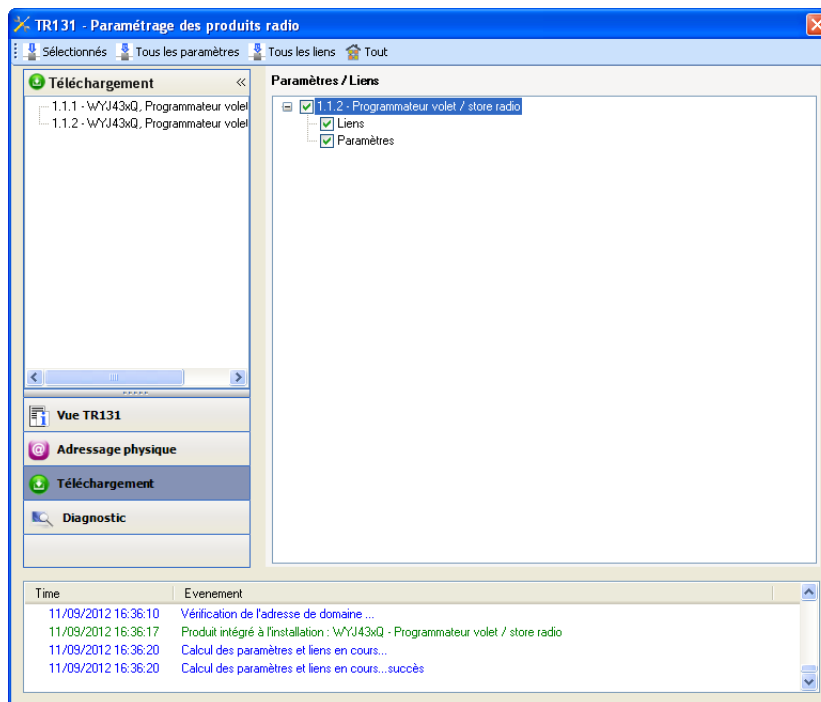 TR131 - Paramétrage des produits radio
Sélectionnés Tous les paramètres Tous les liens Tout
Téléchargement «
1.1.1 - WYJ43xQ, Programmateur volet
1.1.2 - WYJ43xQ, Programmateur volet
Vue TR131
Adressage physique
Téléchargement
Diagnostic
Paramètres / Liens
1.1.2 - Programmateur volet / store radio
Liens
Paramètres
Time Evenement
11/09/2012 16:36:10 Vérification de l'adresse de domaine ...
11/09/2012 16:36:17 Produit intégré à l'installation : WYJ43xQ - Programmateur volet / store radio
11/09/2012 16:36:20 Calcul des paramètres et liens en cours...
11/09/2012 16:36:20 Calcul des paramètres et liens en cours...succès